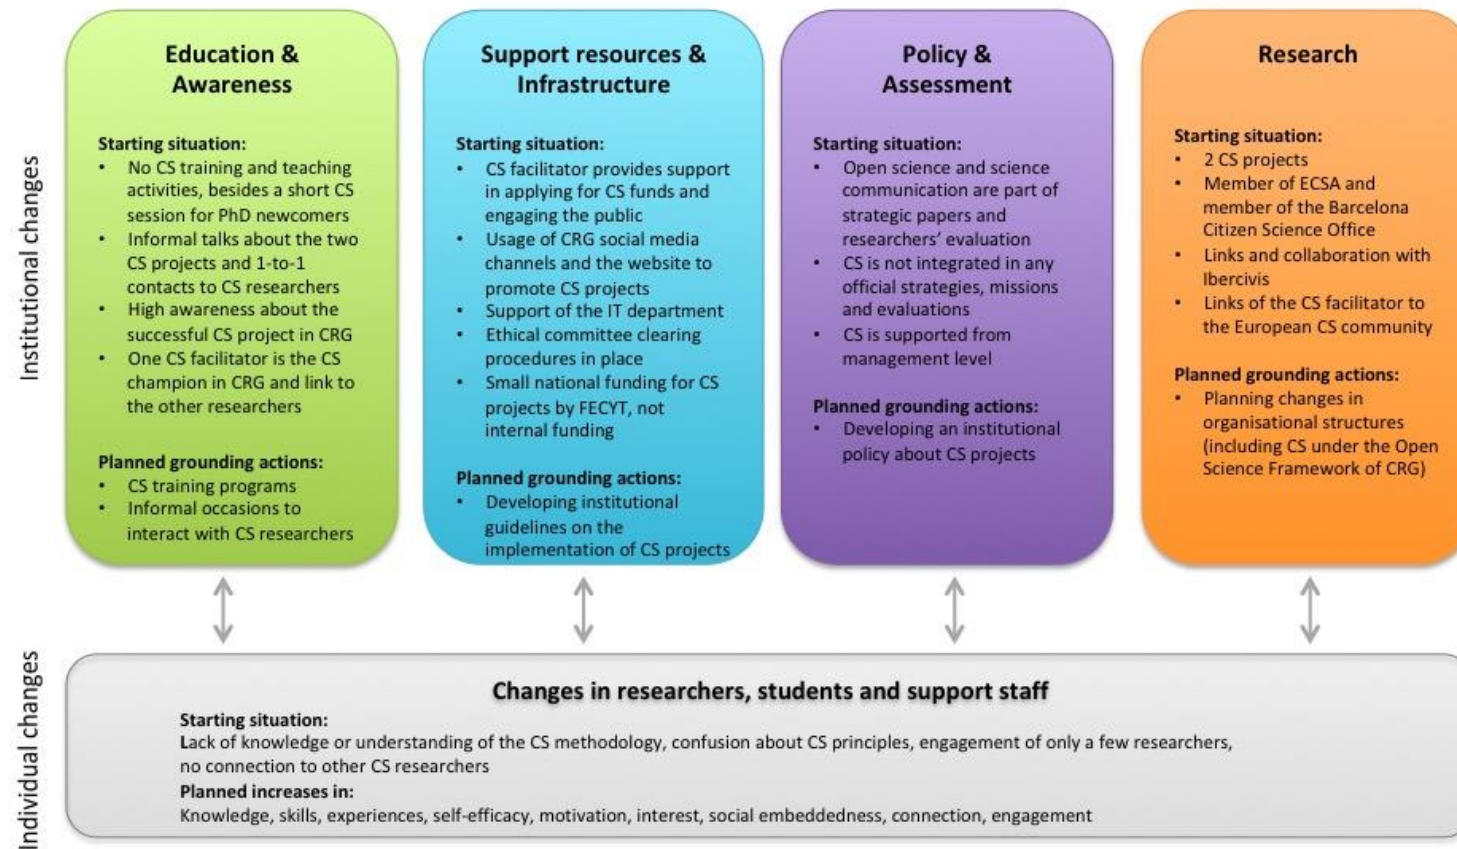 Institutional changes
Education &
Awareness
Starting situation:
• No CS training and teaching
activities, besides a short CS
session for PhD newcomers
• Informal talks about the two
CS projects and 1-to-1
contacts to CS researchers
• High awareness about the
successful CS project in CRG
• One CS facilitator is the CS
champion in CRG and link to
the other researchers
Planned grounding actions:
• CS training programs
• Informal occasions to
interact with CS researchers
Support resources &
Infrastructure
Starting situation:
• CS facilitator provides support
in applying for CS funds and
engaging the public
• Usage of CRG social media
channels and the website to
promote CS projects
• Support of the IT department
• Ethical committee clearing
procedures in place
• Small national funding for CS
projects by FECYT, not
internal funding
Planned grounding actions:
• Developing institutional
guidelines on the
implementation of CS projects
Policy &
Assessment
Starting situation:
• Open science and science
communication are part of
strategic papers and
researchers’ evaluation
• CS is not integrated in any
official strategies, missions
and evaluations
• CS is supported from
management level
Planned grounding actions:
• Developing an institutional
policy about CS projects
Research
Starting situation:
• 2 CS projects
• Member of ECSA and
member of the Barcelona
Citizen Science Office
• Links and collaboration with
Ibercivis
• Links of the CS facilitator to
the European CS community
Planned grounding actions:
• Planning changes in
organisational structures
(including CS under the Open
Science Framework of CRG)
Individual changes
Changes in researchers, students and support staff
Starting situation:
Lack of knowledge or understanding of the CS methodology, confusion about CS principles, engagement of only a few researchers,
no connection to other CS researchers
Planned increases in:
Knowledge, skills, experiences, self-efficacy, motivation, interest, social embeddedness, connection, engagement